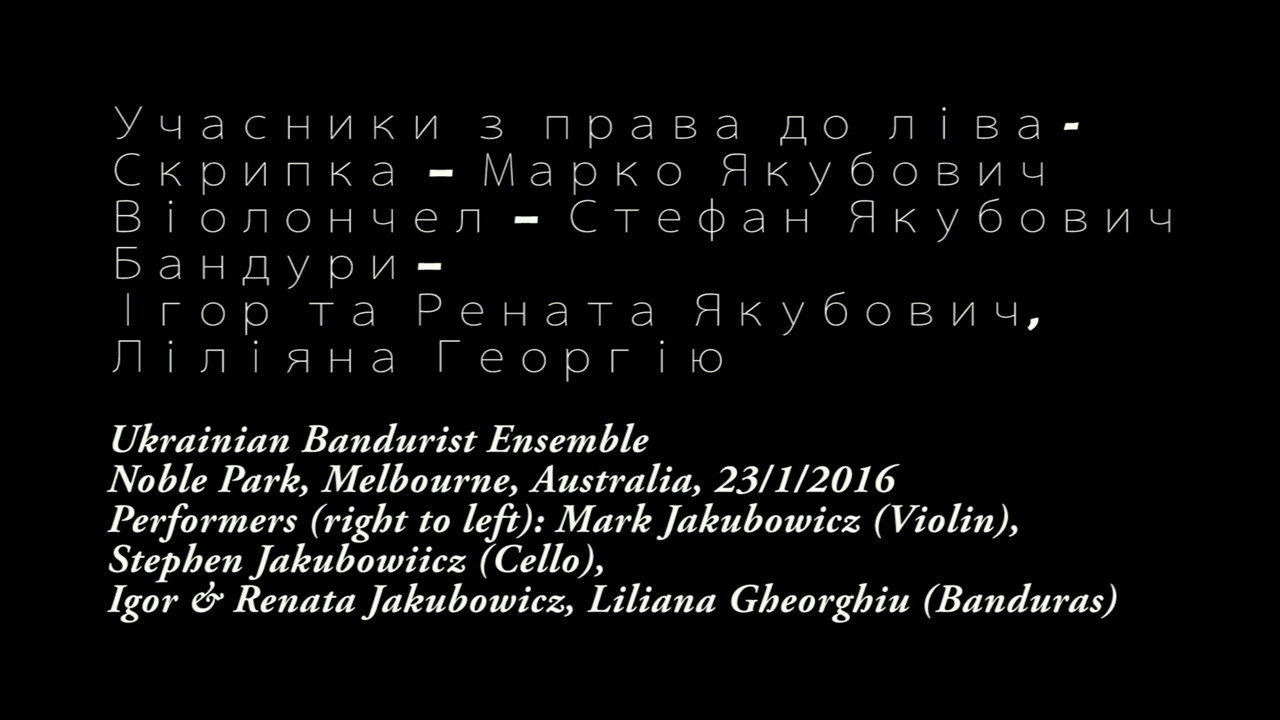 Учасники з права до ліва-
Скрипка – Марко Якубович
Віолончел – Стефан Якубович
Бандури –
Ігор та Рената Якубович,
Ліліяна Георгію
Ukrainian Bandurist Ensemble
Noble Park, Melbourne, Australia, 23/1/2016
Performers (right to left): Mark Jakubowicz (Violin),
Stephen Jakubowiicz (Cello),
Igor & Renata Jakubowicz, Liliana Gheorghiu (Banduras)